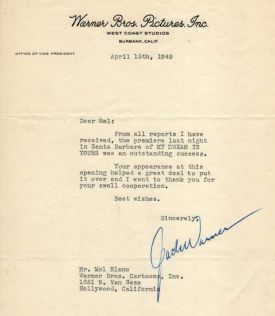 Warner Bros. Pictures, Inc.
WEST COAST STUDIOS
BURBANK, CALIF.
OFFICE OF VICE PRESIDENT
April 15th, 1949
Dear Mel:
From all reports I have
received, the premiere last night
in Santa Barbara of MY DREAM IS
YOURS was an outstanding success.
Your appearance at this
opening helped a great deal to put
it over and I want to thank you for
your swell cooperation.
Best wishes.
Sincerely,
Jack Warner
Mr. Mel Blanc
Warner Bros. Cartoons, Inc.
1351 N. Van Ness
Hollywood, California